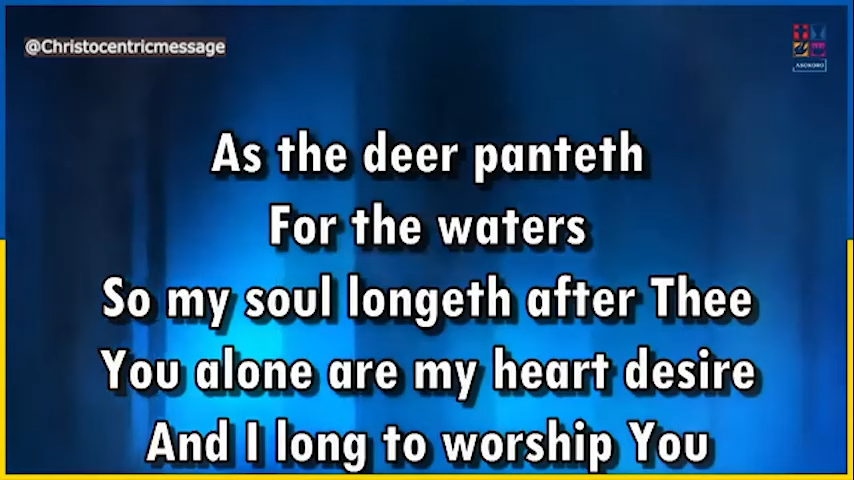 @Christocentricmessage
ASOKORO
As the deer panteth
For the waters
So my soul longeth after Thee
You alone are my heart desire
And I long to worship You